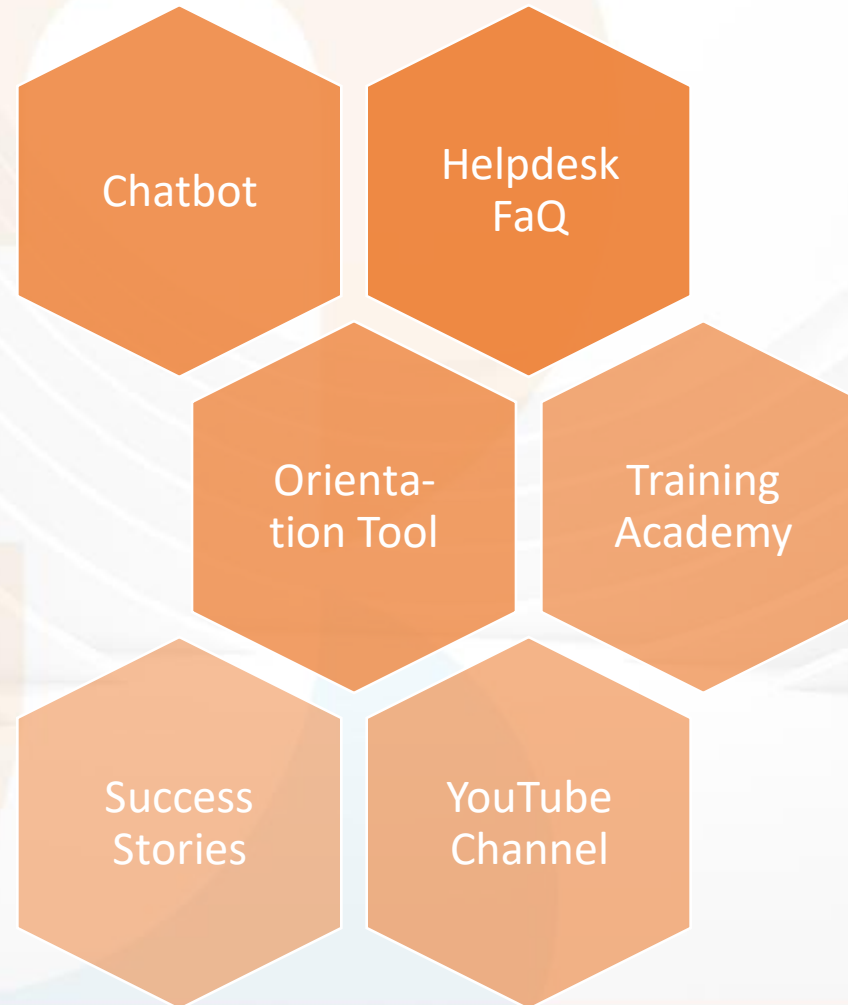 Chatbot
Helpdesk
FaQ
Orienta-
tion Tool
Training
Academy
Success
Stories
YouTube
Channel